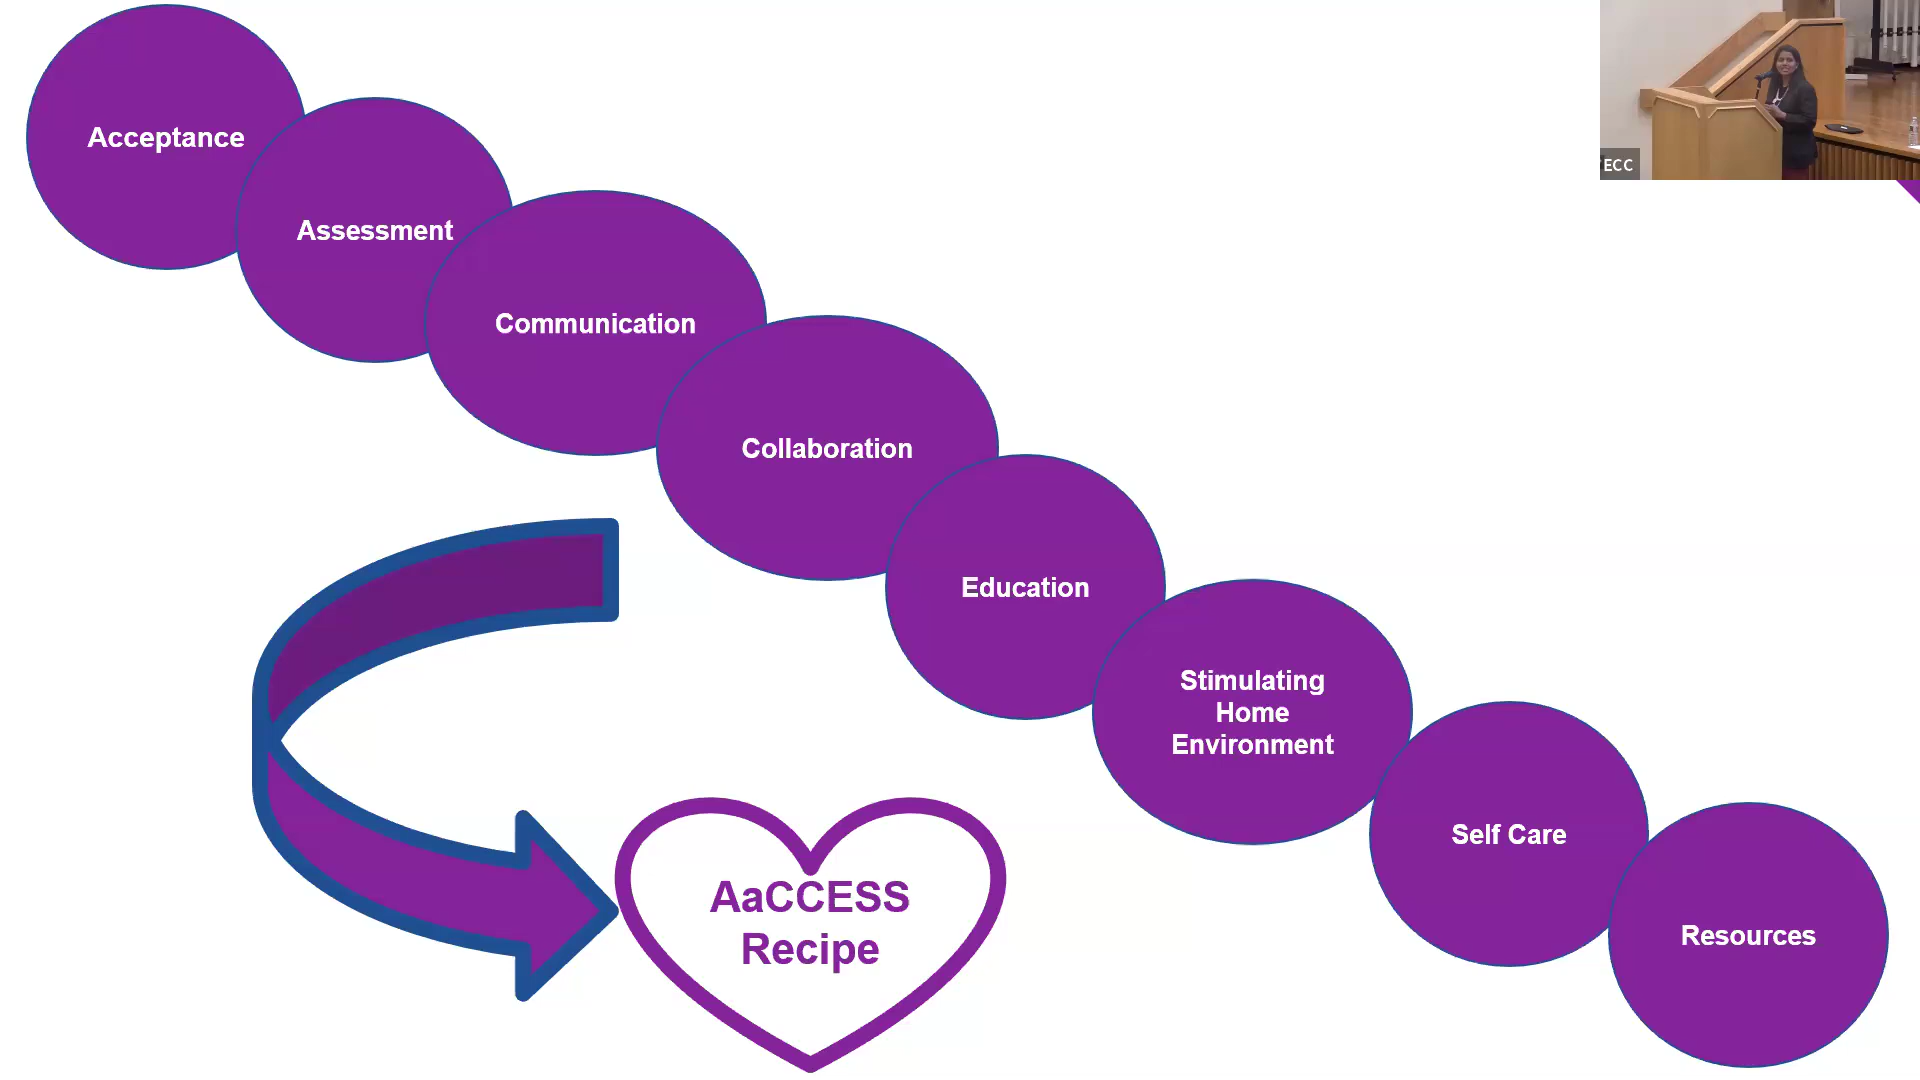 Acceptance
Assessment
Communication
Collaboration
Education
Stimulating
Home
Environment
Self Care
Resources
AaCCESS
Recipe
ECC